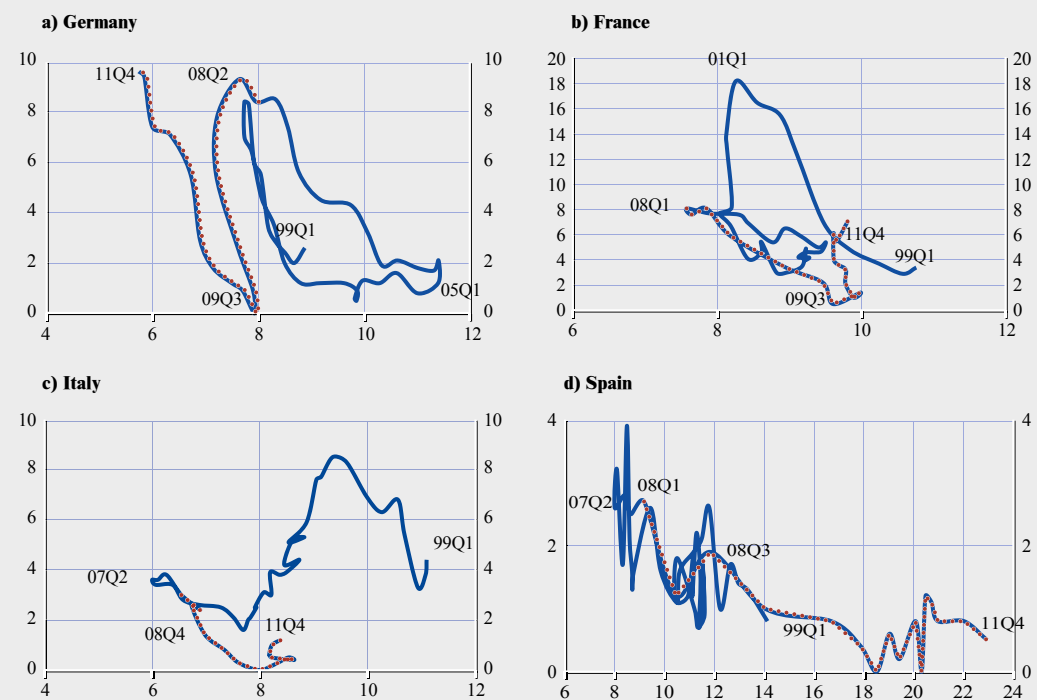 a) Germany
b) France
10 10
8 8
6 6
4 4
2 2
0 0
4 6 8 10 12
11Q4
08Q2
99Q1
09Q3
05Q1
20 20
18 18
16 16
14 14
12 12
10 10
8 8
6 6
4 4
2 2
0 0
6 8 10 12
01Q1
08Q1
11Q4
99Q1
09Q3
c) Italy
d) Spain
10 10
8 8
6 6
4 4
2 2
0 0
4 6 8 10 12
99Q1
07Q2
08Q4
11Q4
4 4
2 2
0 0
6 8 10 12 14 16 18 20 22 24
07Q2
08Q1
08Q3
99Q1
11Q4